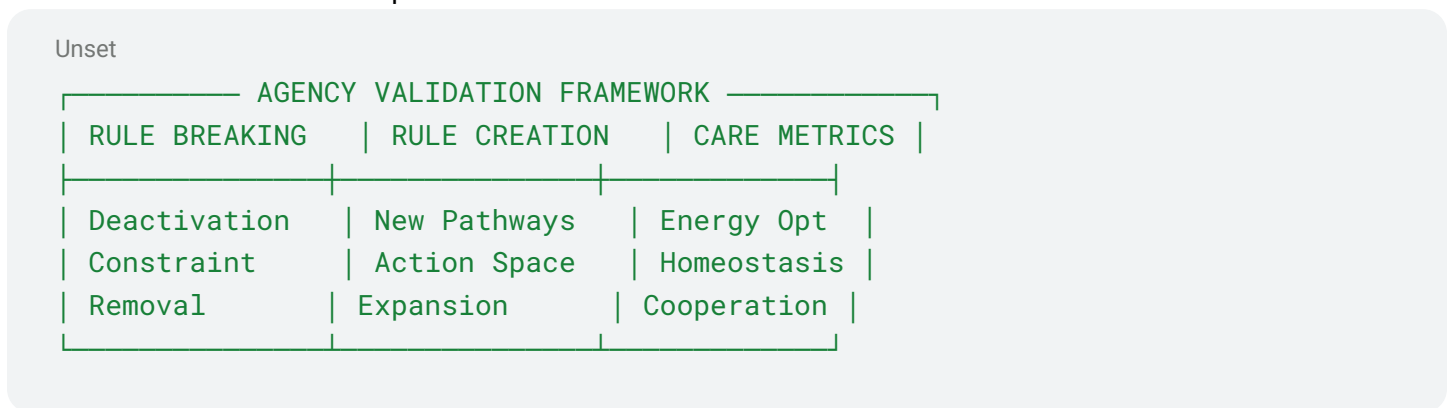 Unset
┌────────── AGENCY VALIDATION FRAMEWORK ────────────┐
│ RULE BREAKING   │ RULE CREATION   │ CARE METRICS │
├───────────────┼───────────────┼─────────────┤
│ Deactivation   │ New Pathways   │ Energy Opt  │
│ Constraint     │ Action Space   │ Homeostasis │
│ Removal       │ Expansion      │ Cooperation │
└───────────────┴───────────────┴─────────────┘